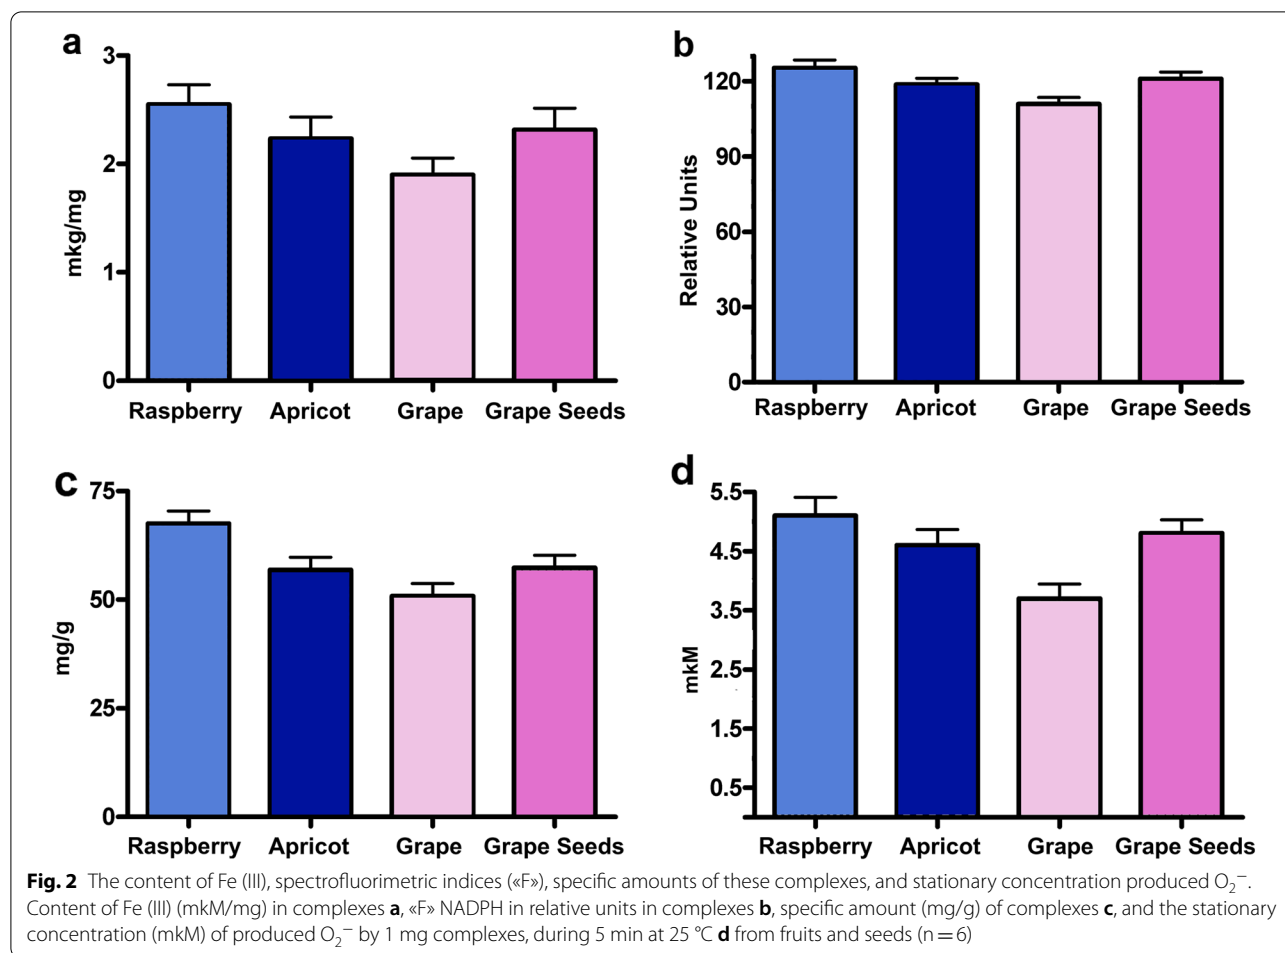 a
3
2
1
0
mkg/mg
Raspberry Apricot Grape Grape Seeds
b
120
90
60
30
0
Relative Units
Raspberry Apricot Grape Grape Seeds
c
75
50
25
0
mg/g
Raspberry Apricot Grape Grape Seeds
d
5.5
4.5
3.5
2.5
1.5
0.5
mkM
Raspberry Apricot Grape Grape Seeds
Fig. 2 The content of Fe (III), spectrofluorimetric indices («F»), specific amounts of these complexes, and stationary concentration produced O₂⁻.
Content of Fe (III) (mkM/mg) in complexes a, «F» NADPH in relative units in complexes b, specific amount (mg/g) of complexes c, and the stationary
concentration (mkM) of produced O₂⁻ by 1 mg complexes, during 5 min at 25 °C d from fruits and seeds (n = 6)